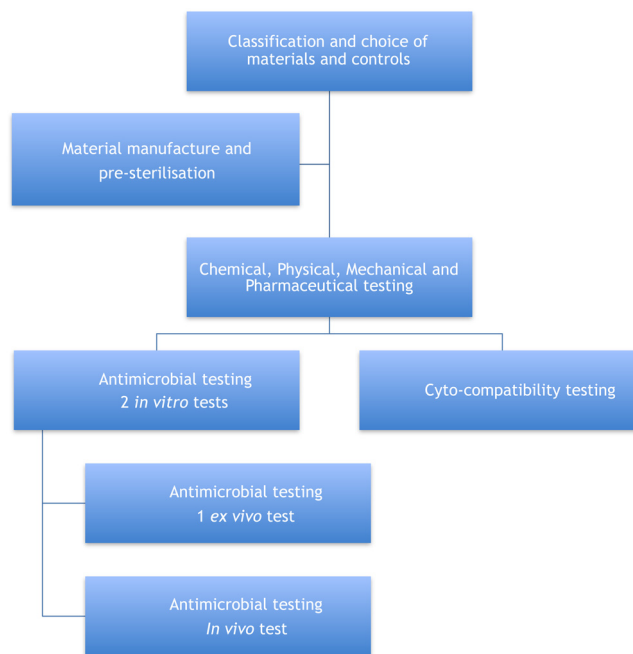 Classification and choice of
materials and controls
Material manufacture and
pre-sterilisation
Chemical, Physical, Mechanical and
Pharmaceutical testing
Antimicrobial testing
2 in vitro tests
Cyto-compatibility testing
Antimicrobial testing
1 ex vivo test
Antimicrobial testing
In vivo test